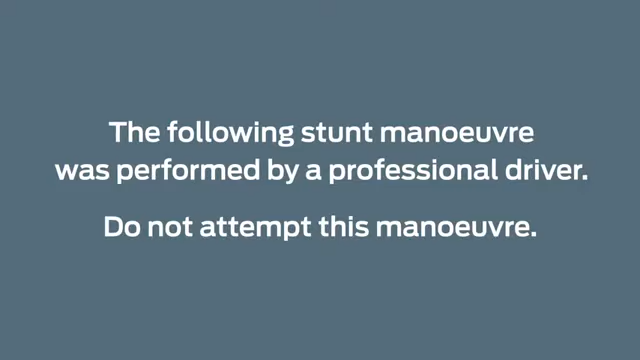 The following stunt manoeuvre
was performed by a professional driver.
Do not attempt this manoeuvre.